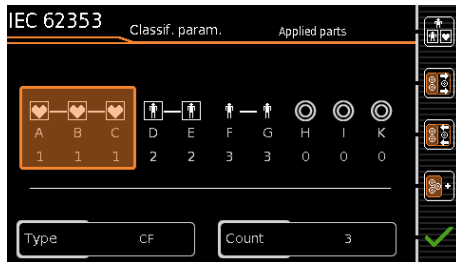 IEC 62353 Classif. param. Applied parts
A B C D E F G H I K
1 1 1 2 2 3 3 0 0 0
Type CF Count 3